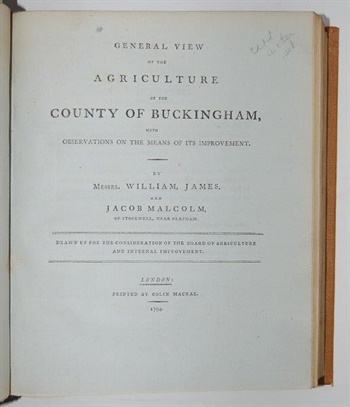 GENERAL VIEW
OF THE
AGRICULTURE
OF THE
COUNTY OF BUCKINGHAM,
WITH
OBSERVATIONS ON THE MEANS OF ITS IMPROVEMENT.
BY
MESSRS. WILLIAM, JAMES,
AND
JACOB MALCOLM,
OF STOCKWELL, NEAR CLAPHAM.
DRAWN UP FOR THE CONSIDERATION OF THE BOARD OF AGRICULTURE
AND INTERNAL IMPROVEMENT.
LONDON:
PRINTED BY COLIN MACRAE.
1794